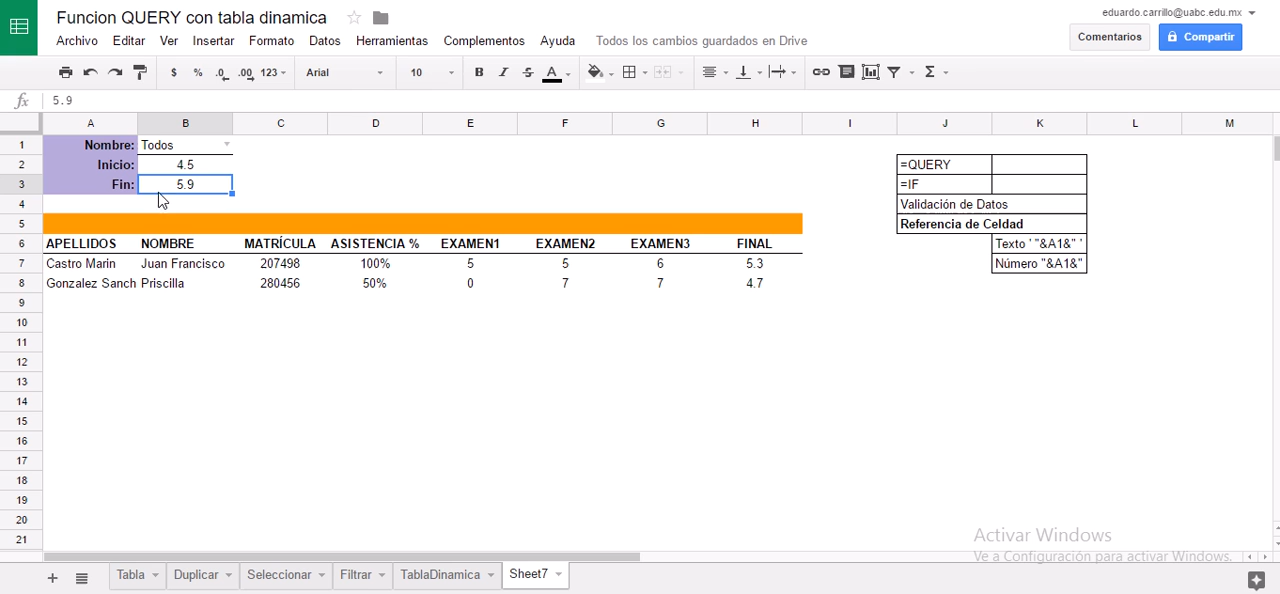 Funcion QUERY con tabla dinamica
eduardo.carrillo@uabc.edu.mx
Archivo Editar Ver Insertar Formato Datos Herramientas Complementos Ayuda Todos los cambios guardados en Drive
Comentarios Compartir
$ % .0 .00 123 Arial 10 B I S A Σ
fx 5.9
A B C D E F G H I J K L M
1 Nombre: Todos
2 Inicio: 4.5 =QUERY
3 Fin: 5.9 =IF
4 Validación de Datos
5 Referencia de Celdad
6 APELLIDOS NOMBRE MATRÍCULA ASISTENCIA % EXAMEN1 EXAMEN2 EXAMEN3 FINAL Texto ' "&A1&" '
7 Castro Marin Juan Francisco 207498 100% 5 5 6 5.3 Número "&A1&"
8 Gonzalez Sanch Priscilla 280456 50% 0 7 7 4.7
9
10
11
12
13
14
15
16
17
18
19
20
21
Activar Windows
Ve a Configuración para activar Windows.
+ Tabla Duplicar Seleccionar Filtrar TablaDinamica Sheet7